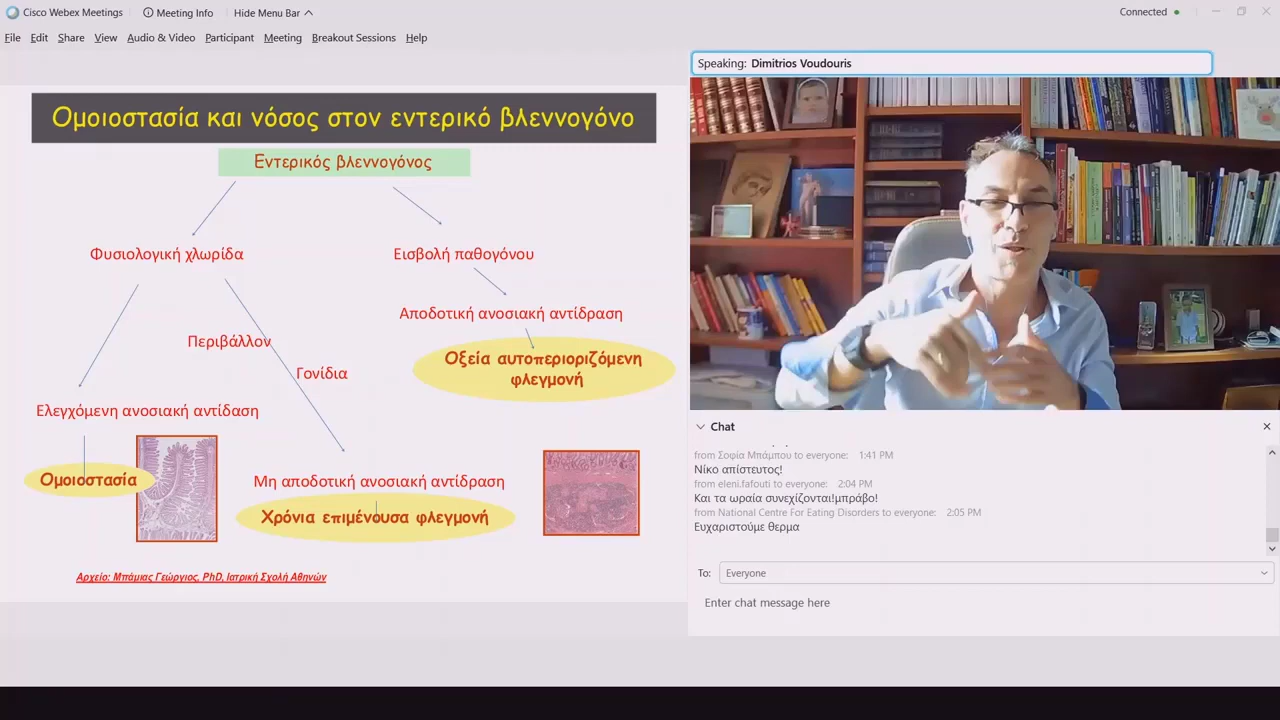 Cisco Webex Meetings
Meeting Info
Hide Menu Bar
Connected
File Edit Share View Audio & Video Participant Meeting Breakout Sessions Help
Speaking: Dimitrios Voudouris
Ομοιοστασία και νόσος στον εντερικό βλεννογόνο
Εντερικός βλεννογόνος
Φυσιολογική χλωρίδα
Εισβολή παθογόνου
Αποδοτική ανοσιακή αντίδραση
Περιβάλλον
Οξεία αυτοπεριοριζόμενη
φλεγμονή
Γονίδια
Ελεγχόμενη ανοσιακή αντίδαση
Ομοιοστασία
Μη αποδοτική ανοσιακή αντίδραση
Χρόνια επιμένουσα φλεγμονή
Αρχείο: Μπάμιας Γεώργιος, PhD, Ιατρική Σχολή Αθηνών
Chat
from Σοφία Μπάμπου to everyone: 1:41 PM
Νίκο απίστευτος!
from eleni.fafouti to everyone: 2:04 PM
Και τα ωραία συνεχίζονται!μπράβο!
from National Centre For Eating Disorders to everyone: 2:05 PM
Ευχαριστούμε θερμα
To: Everyone
Enter chat message here